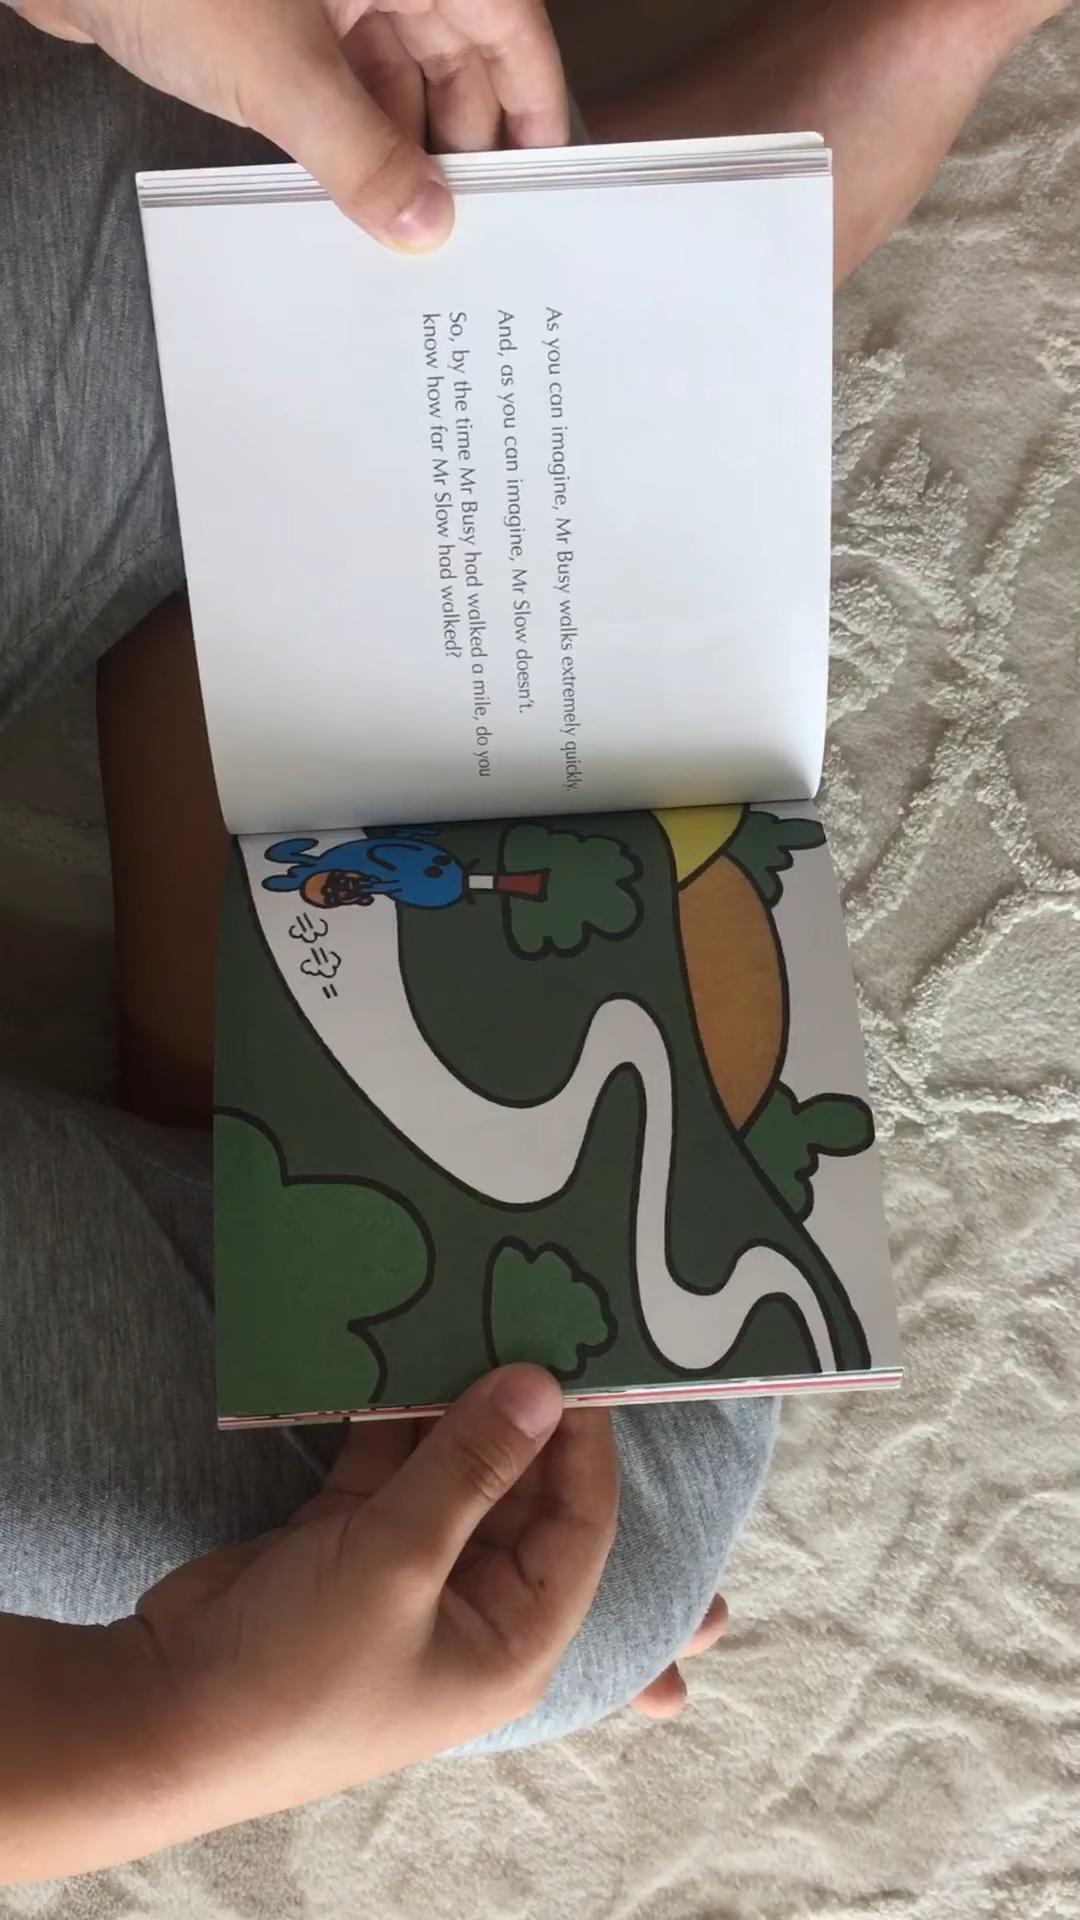 As you can imagine, Mr Busy walks extremely quickly.
And, as you can imagine, Mr Slow doesn't.
So, by the time Mr Busy had walked a mile, do you
know how far Mr Slow had walked?